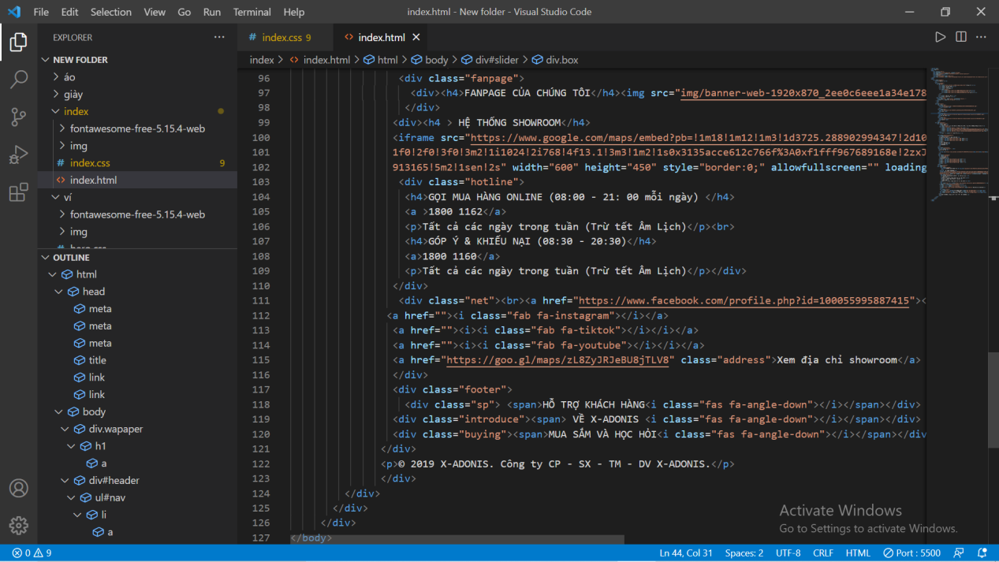 File Edit Selection View Go Run Terminal Help
index.html - New folder - Visual Studio Code
EXPLORER
NEW FOLDER
áo
giày
index
fontawesome-free-5.15.4-web
img
# index.css 9
<> index.html
ví
fontawesome-free-5.15.4-web
img
OUTLINE
html
head
meta
meta
meta
title
link
link
body
div.wapaper
h1
a
div#header
ul#nav
li
a
# index.css 9
<> index.html
index > <> index.html > html > body > div#slider > div.box
96 <div class="fanpage">
97 <div><h4>FANPAGE CỦA CHÚNG TÔI</h4><img src="img/banner-web-1920x870_2ee0c6eee1a34e178
98 </div>
99 <div><h4 > HỆ THỐNG SHOWROOM</h4>
100 <iframe src="https://www.google.com/maps/embed?pb=!1m18!1m12!1m3!1d3725.288902994347!2d10
101 1f0!2f0!3f0!3m2!1i1024!2i768!4f13.1!3m3!1m2!1s0x3135acce612c766f%3A0xf1fff967689168e!2zxJ
102 913165!5m2!1sen!2s" width="600" height="450" style="border:0;" allowfullscreen="" loading
103 <div class="hotline">
104 <h4>GỌI MUA HÀNG ONLINE (08:00 - 21: 00 mỗi ngày) </h4>
105 <a >1800 1162</a>
106 <p>Tất cả các ngày trong tuần (Trừ tết Âm Lịch)</p><br>
107 <h4>GÓP Ý & KHIẾU NẠI (08:30 - 20:30)</h4>
108 <a>1800 1160</a>
109 <p>Tất cả các ngày trong tuần (Trừ tết Âm Lịch)</p></div>
110 </div>
111 <div class="net"><br><a href="https://www.facebook.com/profile.php?id=100055995887415"><
112 <a href=""><i class="fab fa-instagram"></i></a>
113 <a href=""><i><i class="fab fa-tiktok"></i></i></a>
114 <a href=""><i><i class="fab fa-youtube"></i></i></a>
115 <a href="https://goo.gl/maps/zL8ZyJRJeBU8jTLV8" class="address">Xem địa chỉ showroom</a>
116 </div>
117 <div class="footer">
118 <div class="sp"> <span>HỖ TRỢ KHÁCH HÀNG<i class="fas fa-angle-down"></i></span></div>
119 <div class="introduce"><span> VỀ X-ADONIS <i class="fas fa-angle-down"></i></span></div>
120 <div class="buying"><span>MUA SẮM VÀ HỌC HỎI<i class="fas fa-angle-down"></i></span></div
121 </div>
122 <p>© 2019 X-ADONIS. Công ty CP - SX - TM - DV X-ADONIS.</p>
123 </div>
124 </div>
125 </div>
126 </div>
127 </body>
Activate Windows
Go to Settings to activate Windows.
0 9
Ln 44, Col 31 Spaces: 2 UTF-8 CRLF HTML Port : 5500